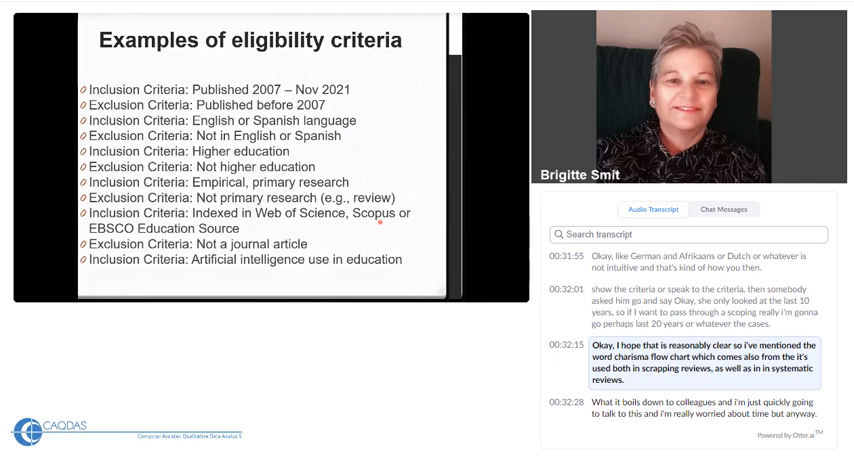 Examples of eligibility criteria
Inclusion Criteria: Published 2007 – Nov 2021
Exclusion Criteria: Published before 2007
Inclusion Criteria: English or Spanish language
Exclusion Criteria: Not in English or Spanish
Inclusion Criteria: Higher education
Exclusion Criteria: Not higher education
Inclusion Criteria: Empirical, primary research
Exclusion Criteria: Not primary research (e.g., review)
Inclusion Criteria: Indexed in Web of Science, Scopus or
EBSCO Education Source
Exclusion Criteria: Not a journal article
Inclusion Criteria: Artificial intelligence use in education
Brigitte Smit
Audio Transcript
Chat Messages
Search transcript
00:31:55
Okay, like German and Afrikaans or Dutch or whatever is
not intuitive and that's kind of how you then.
00:32:01
show the criteria or speak to the criteria, then somebody
asked him go and say Okay, she only looked at the last 10
years, so if I want to pass through a scoping really i'm gonna
go perhaps last 20 years or whatever the cases.
00:32:15
Okay, I hope that is reasonably clear so i've mentioned the
word charisma flow chart which comes also from the it's
used both in scrapping reviews, as well as in in systematic
reviews.
00:32:28
What it boils down to colleagues and i'm just quickly going
to talk to this and i'm really worried about time but anyway.
Powered by Otter.ai TM
CAQDAS
Computer Assisted Qualitative Data Analysis